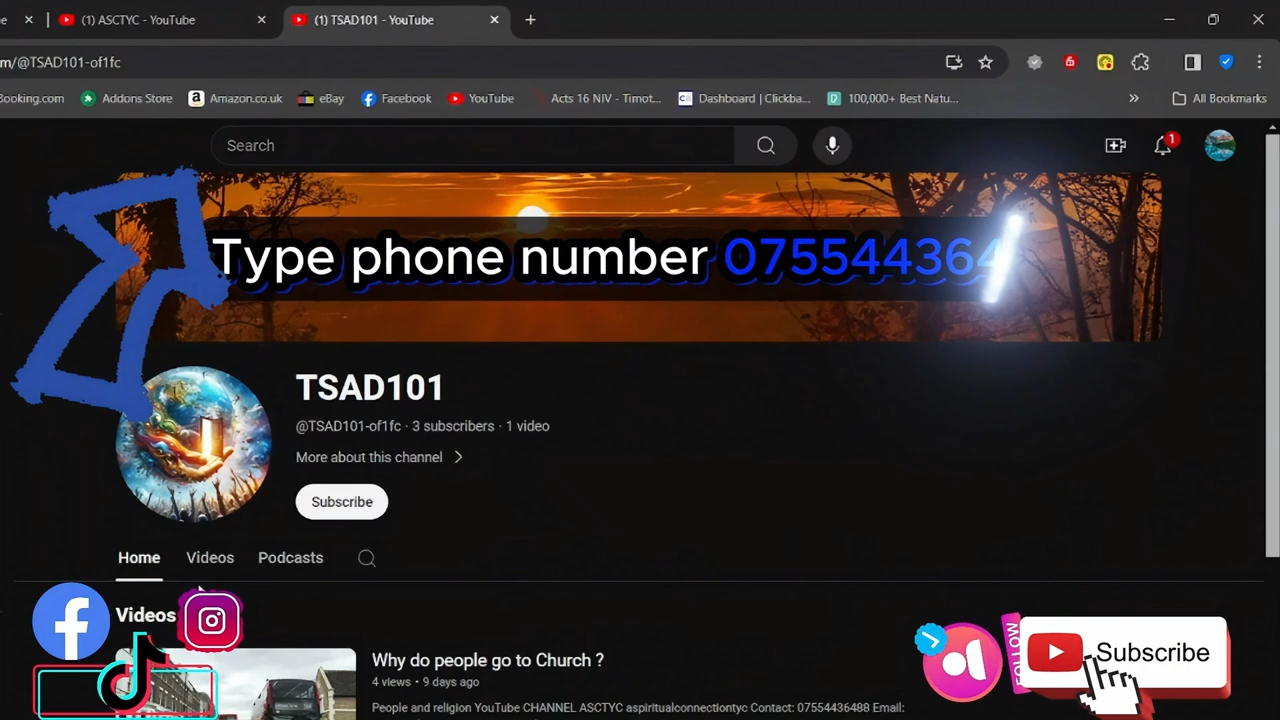 (1) ASCTYC - YouTube
(1) TSAD101 - YouTube
m/@TSAD101-of1fc
Booking.com
Addons Store
Amazon.co.uk
eBay
Facebook
YouTube
Acts 16 NIV - Timot...
Dashboard | Clickba...
100,000+ Best Natu...
All Bookmarks
Search
1
Type phone number 075544364
TSAD101
@TSAD101-of1fc · 3 subscribers · 1 video
More about this channel
Subscribe
Home
Videos
Podcasts
Videos
Why do people go to Church ?
4 views • 9 days ago
People and religion YouTube CHANNEL ASCTYC aspiritualconnectiontyc Contact: 07554436488 Email:
FOLLOW
Subscribe